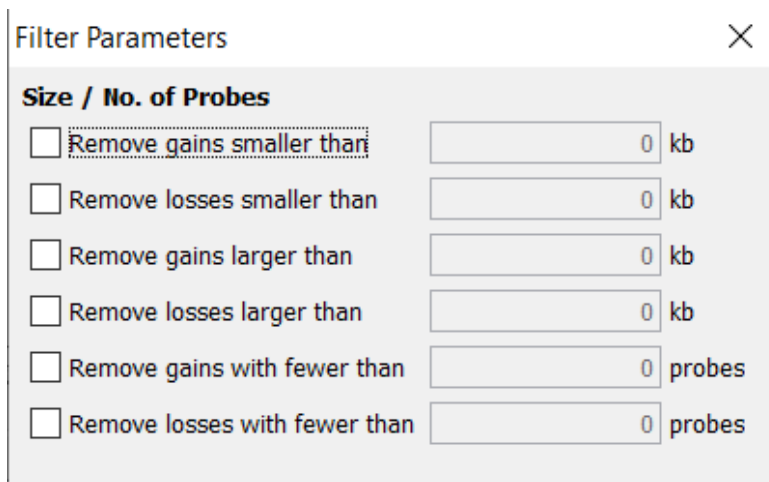 Filter Parameters
Size / No. of Probes
Remove gains smaller than 0 kb
Remove losses smaller than 0 kb
Remove gains larger than 0 kb
Remove losses larger than 0 kb
Remove gains with fewer than 0 probes
Remove losses with fewer than 0 probes